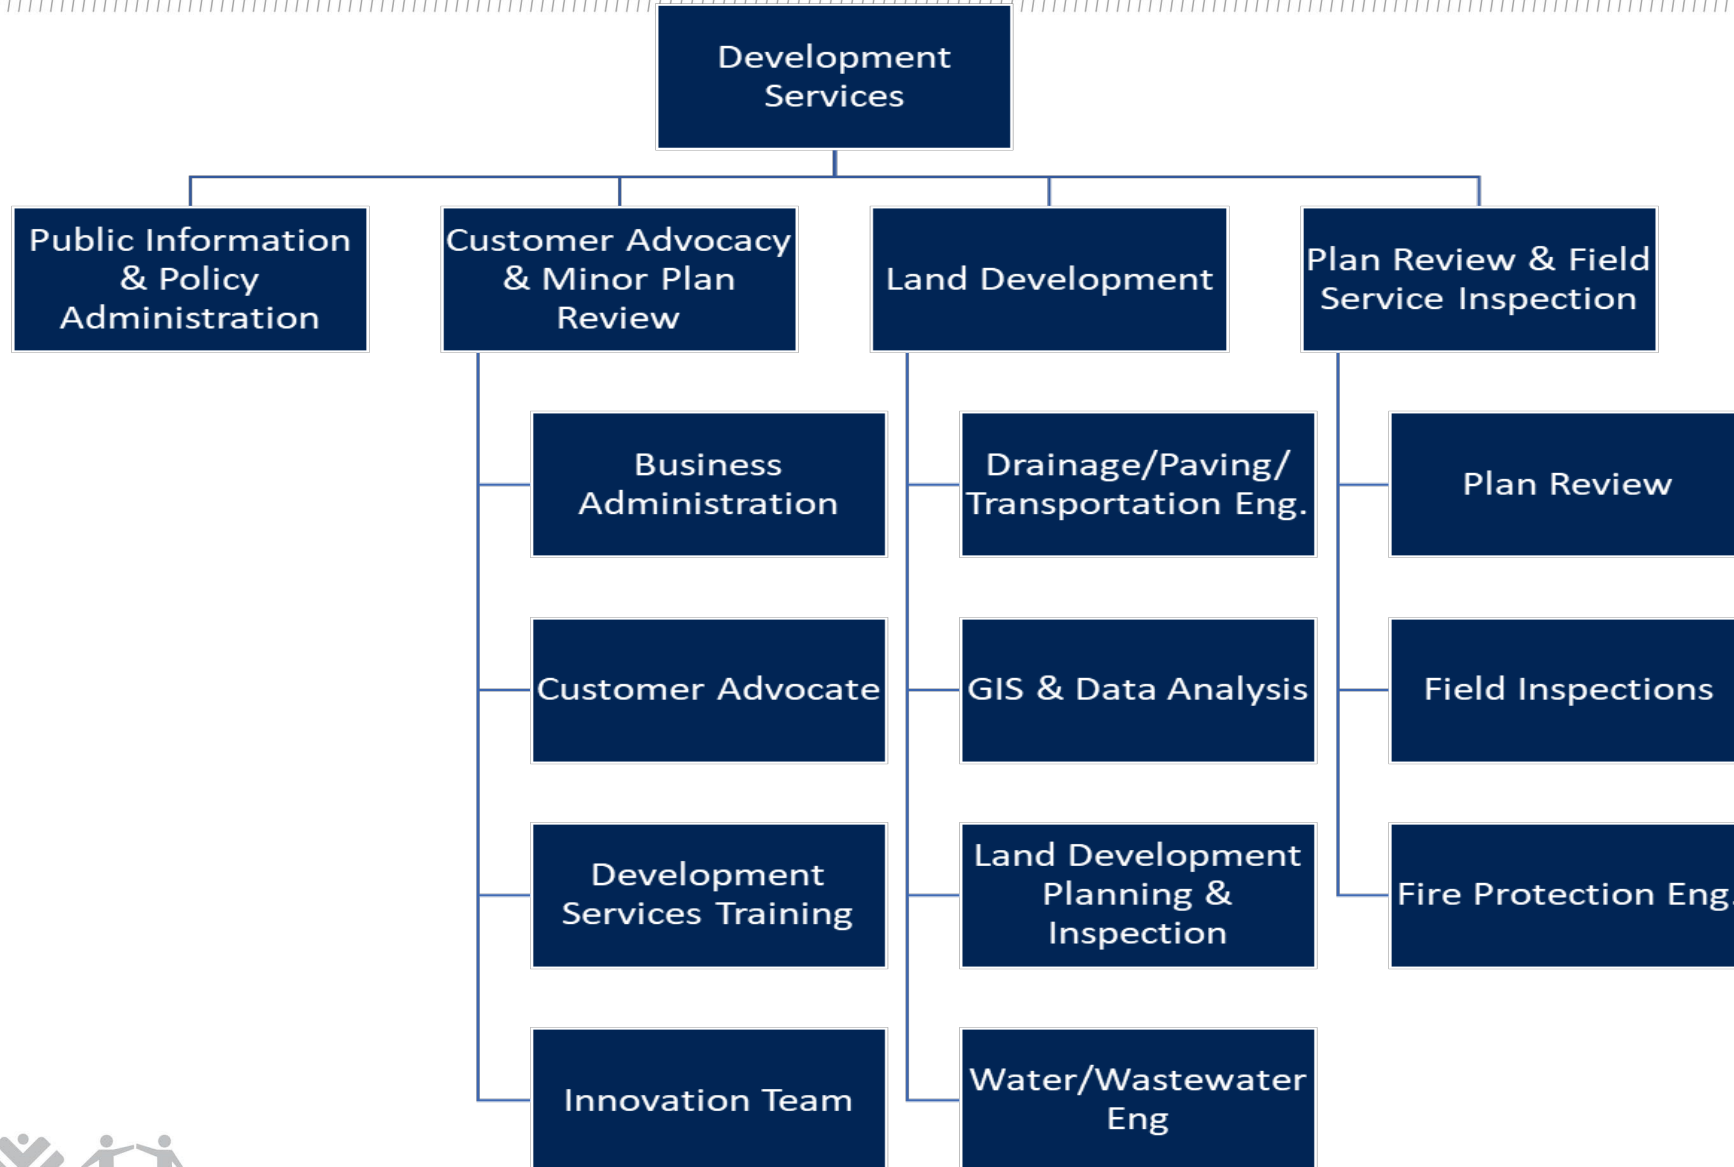 Development
Services
Public Information
& Policy
Administration
Customer Advocacy
& Minor Plan
Review
Land Development
Plan Review & Field
Service Inspection
Business
Administration
Customer Advocate
Development
Services Training
Innovation Team
Drainage/Paving/
Transportation Eng.
GIS & Data Analysis
Land Development
Planning &
Inspection
Water/Wastewater
Eng
Plan Review
Field Inspections
Fire Protection Eng.